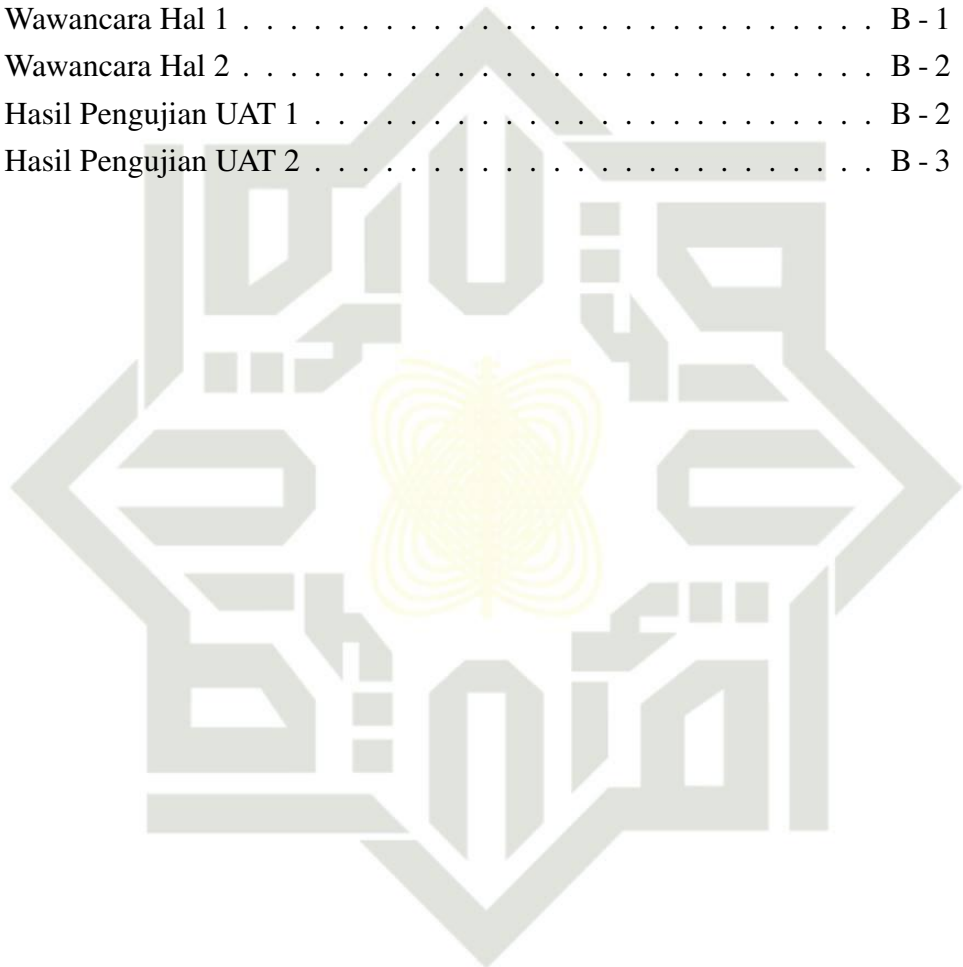 Wawancara Hal 1 . . . . . . . . . . . . . . . . . . . . . . . . . . . B - 1
Wawancara Hal 2 . . . . . . . . . . . . . . . . . . . . . . . . . . . B - 2
Hasil Pengujian UAT 1 . . . . . . . . . . . . . . . . . . . . . . . . B - 2
Hasil Pengujian UAT 2 . . . . . . . . . . . . . . . . . . . . . . . . B - 3